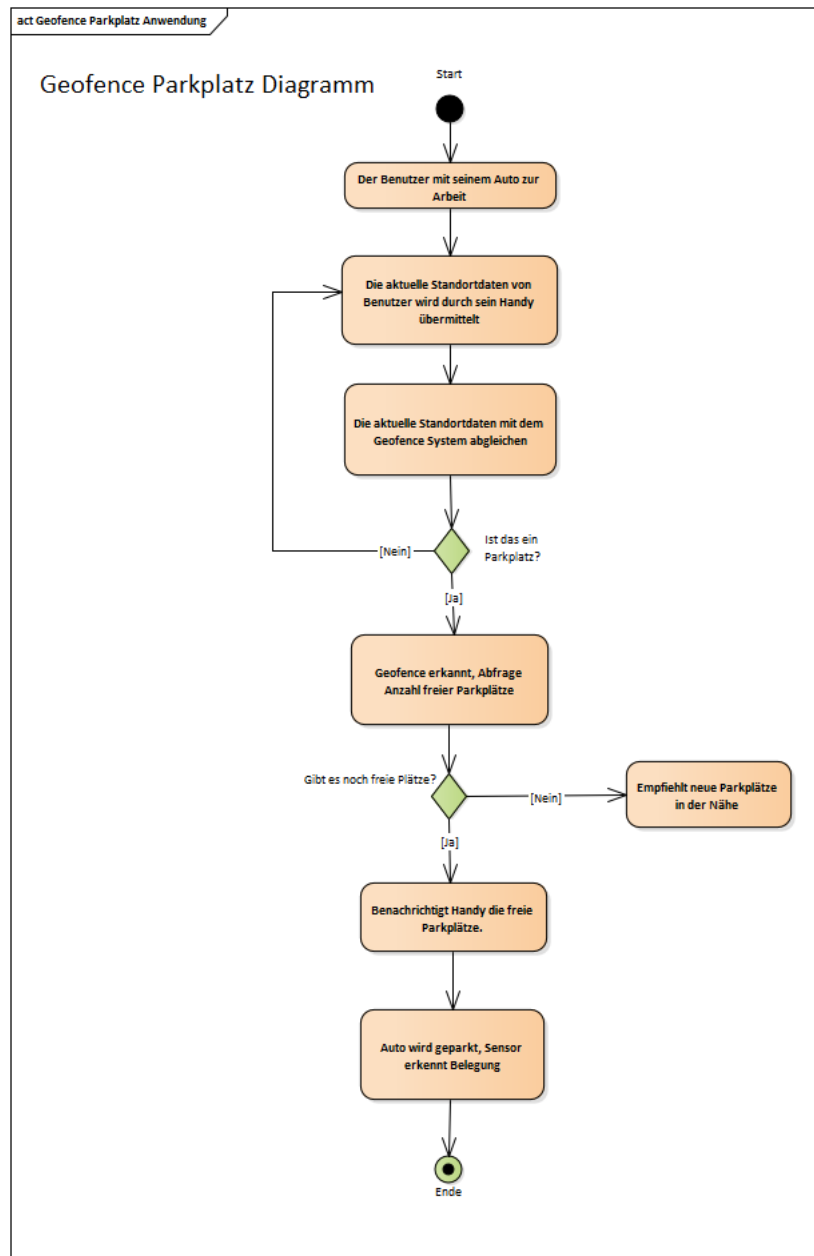 act Geofence Parkplatz Anwendung
Geofence Parkplatz Diagramm
Start
Der Benutzer mit seinem Auto zur
Arbeit
Die aktuelle Standortdaten von
Benutzer wird durch sein Handy
übermittelt
Die aktuelle Standortdaten mit dem
Geofence System abgleichen
Ist das ein
Parkplatz?
[Nein]
[Ja]
Geofence erkannt, Abfrage
Anzahl freier Parkplätze
Gibt es noch freie Plätze?
[Nein]
Empfiehlt neue Parkplätze
in der Nähe
[Ja]
Benachrichtigt Handy die freie
Parkplätze.
Auto wird geparkt, Sensor
erkennt Belegung
Ende